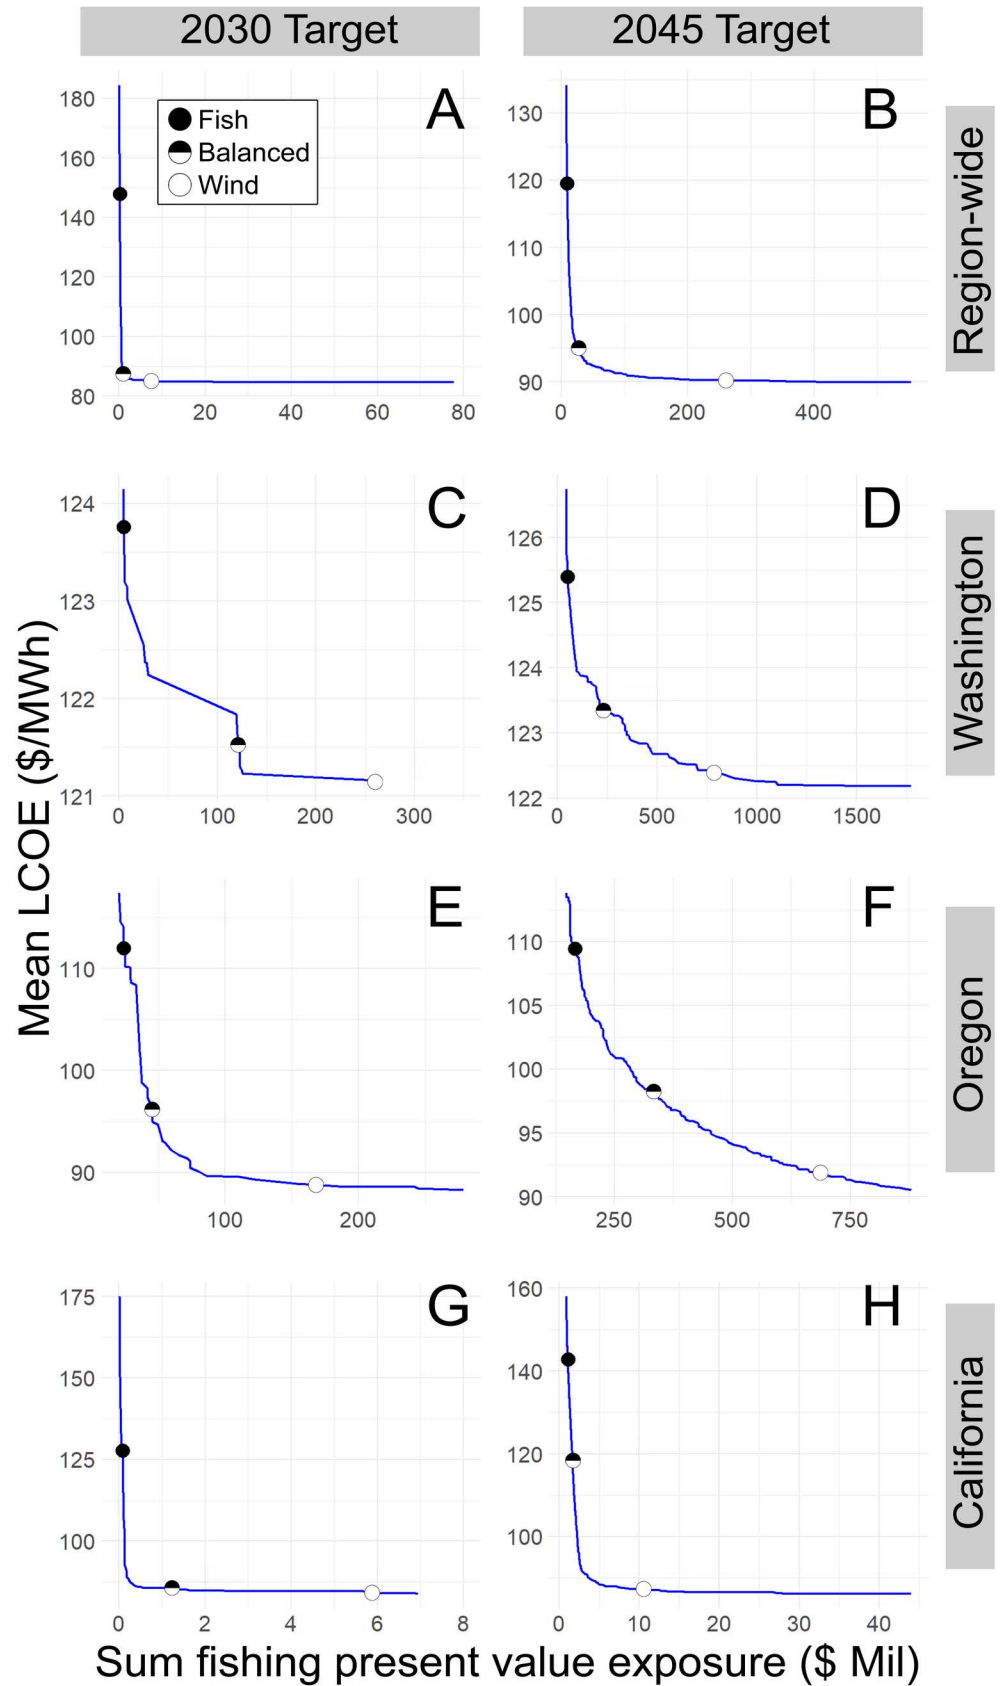 2030 Target
2045 Target
A
180
160
140
120
100
80
0 20 40 60 80
Fish
Balanced
Wind
B
130
120
110
100
90
0 200 400
Region-wide
C
124
123
122
121
0 100 200 300
D
126
125
124
123
122
0 500 1000 1500
Washington
Mean LCOE ($/MWh)
E
110
100
90
100 200
F
110
105
100
95
90
250 500 750
Oregon
G
175
150
125
100
0 2 4 6 8
H
160
140
120
100
0 10 20 30 40
California
Sum fishing present value exposure ($ Mil)